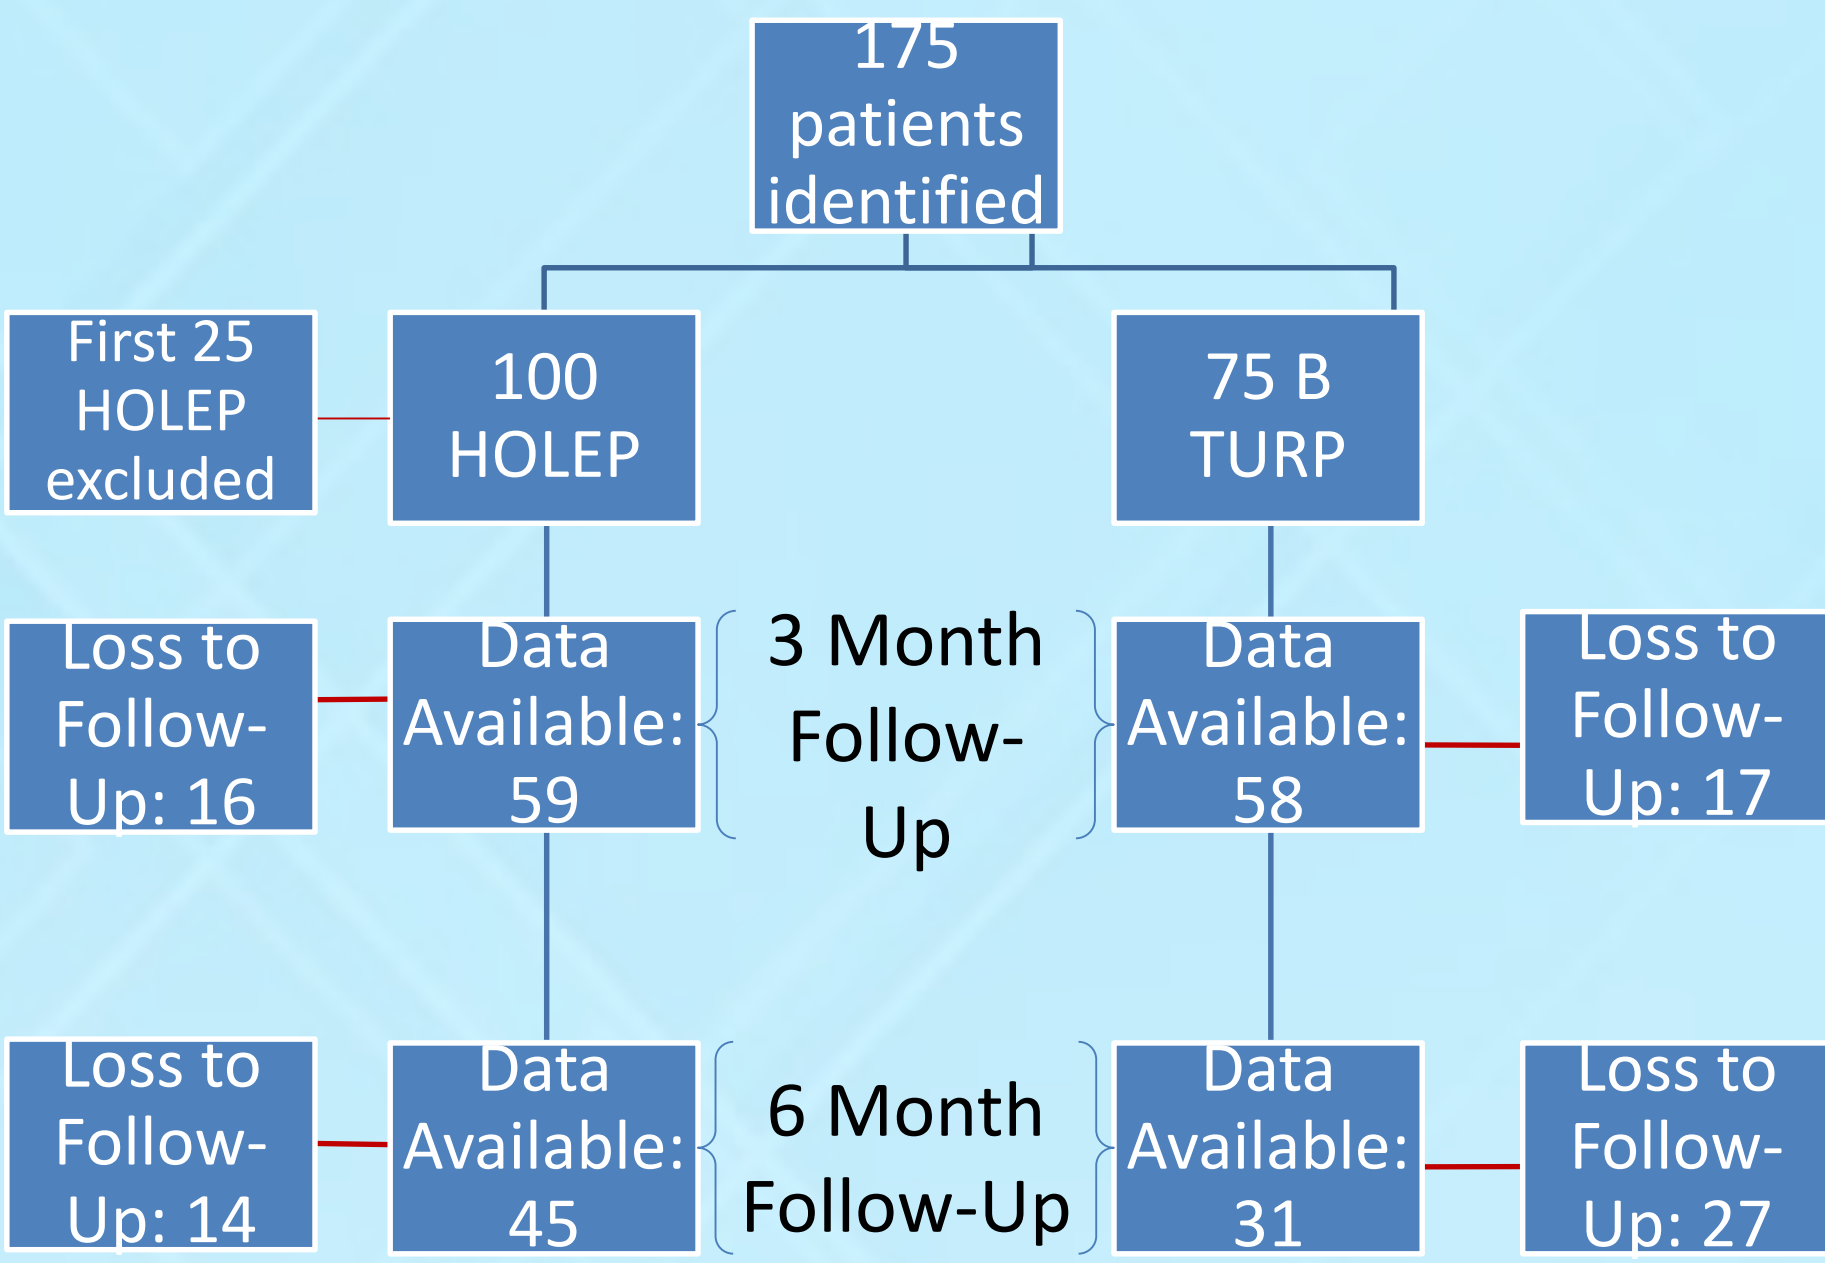 175
patients
identified
First 25
HOLEP
excluded
100
HOLEP
75 B
TURP
Loss to
Follow-
Up: 16
Data
Available:
59
3 Month
Follow-
Up
Data
Available:
58
Loss to
Follow-
Up: 17
Loss to
Follow-
Up: 14
Data
Available:
45
6 Month
Follow-Up
Data
Available:
31
Loss to
Follow-
Up: 27